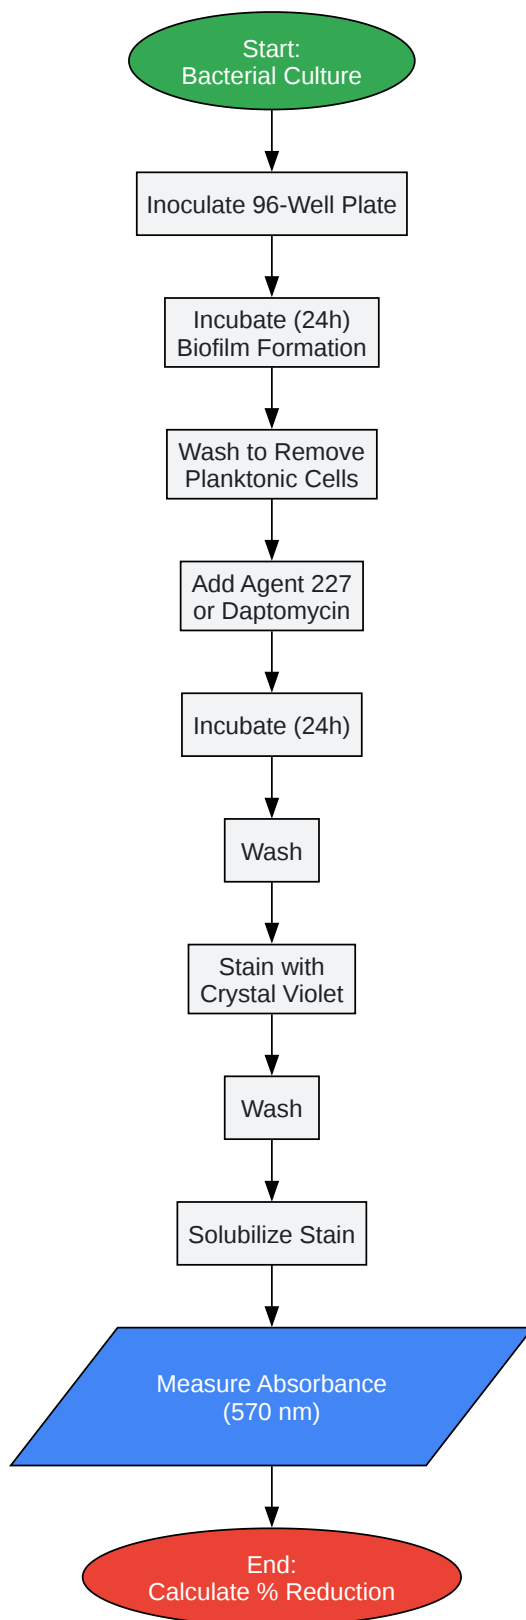 Start:
Bacterial Culture
Inoculate 96-Well Plate
Incubate (24h)
Biofilm Formation
Wash to Remove
Planktonic Cells
Add Agent 227
or Daptomycin
Incubate (24h)
Wash
Stain with
Crystal Violet
Wash
Solubilize Stain
Measure Absorbance
(570 nm)
End:
Calculate % Reduction